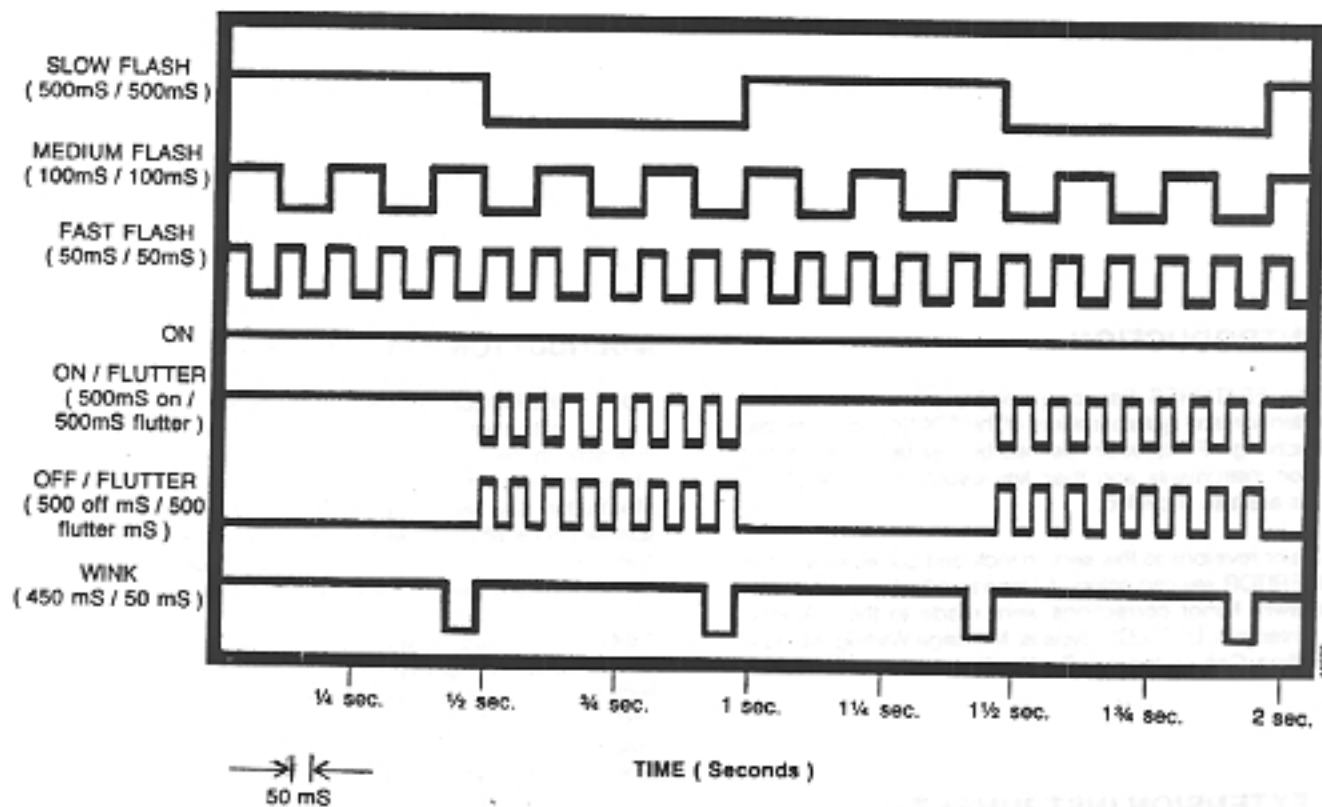 SLOW FLASH
( 500mS / 500mS )
MEDIUM FLASH
( 100mS / 100mS )
FAST FLASH
( 50mS / 50mS )
ON
ON / FLUTTER
( 500mS on /
500mS flutter )
OFF / FLUTTER
( 500 off mS / 500
flutter mS )
WINK
( 450 mS / 50 mS )
¼ sec.
½ sec.
¾ sec.
1 sec.
1¼ sec.
1½ sec.
1¾ sec.
2 sec.
50 mS
TIME ( Seconds )